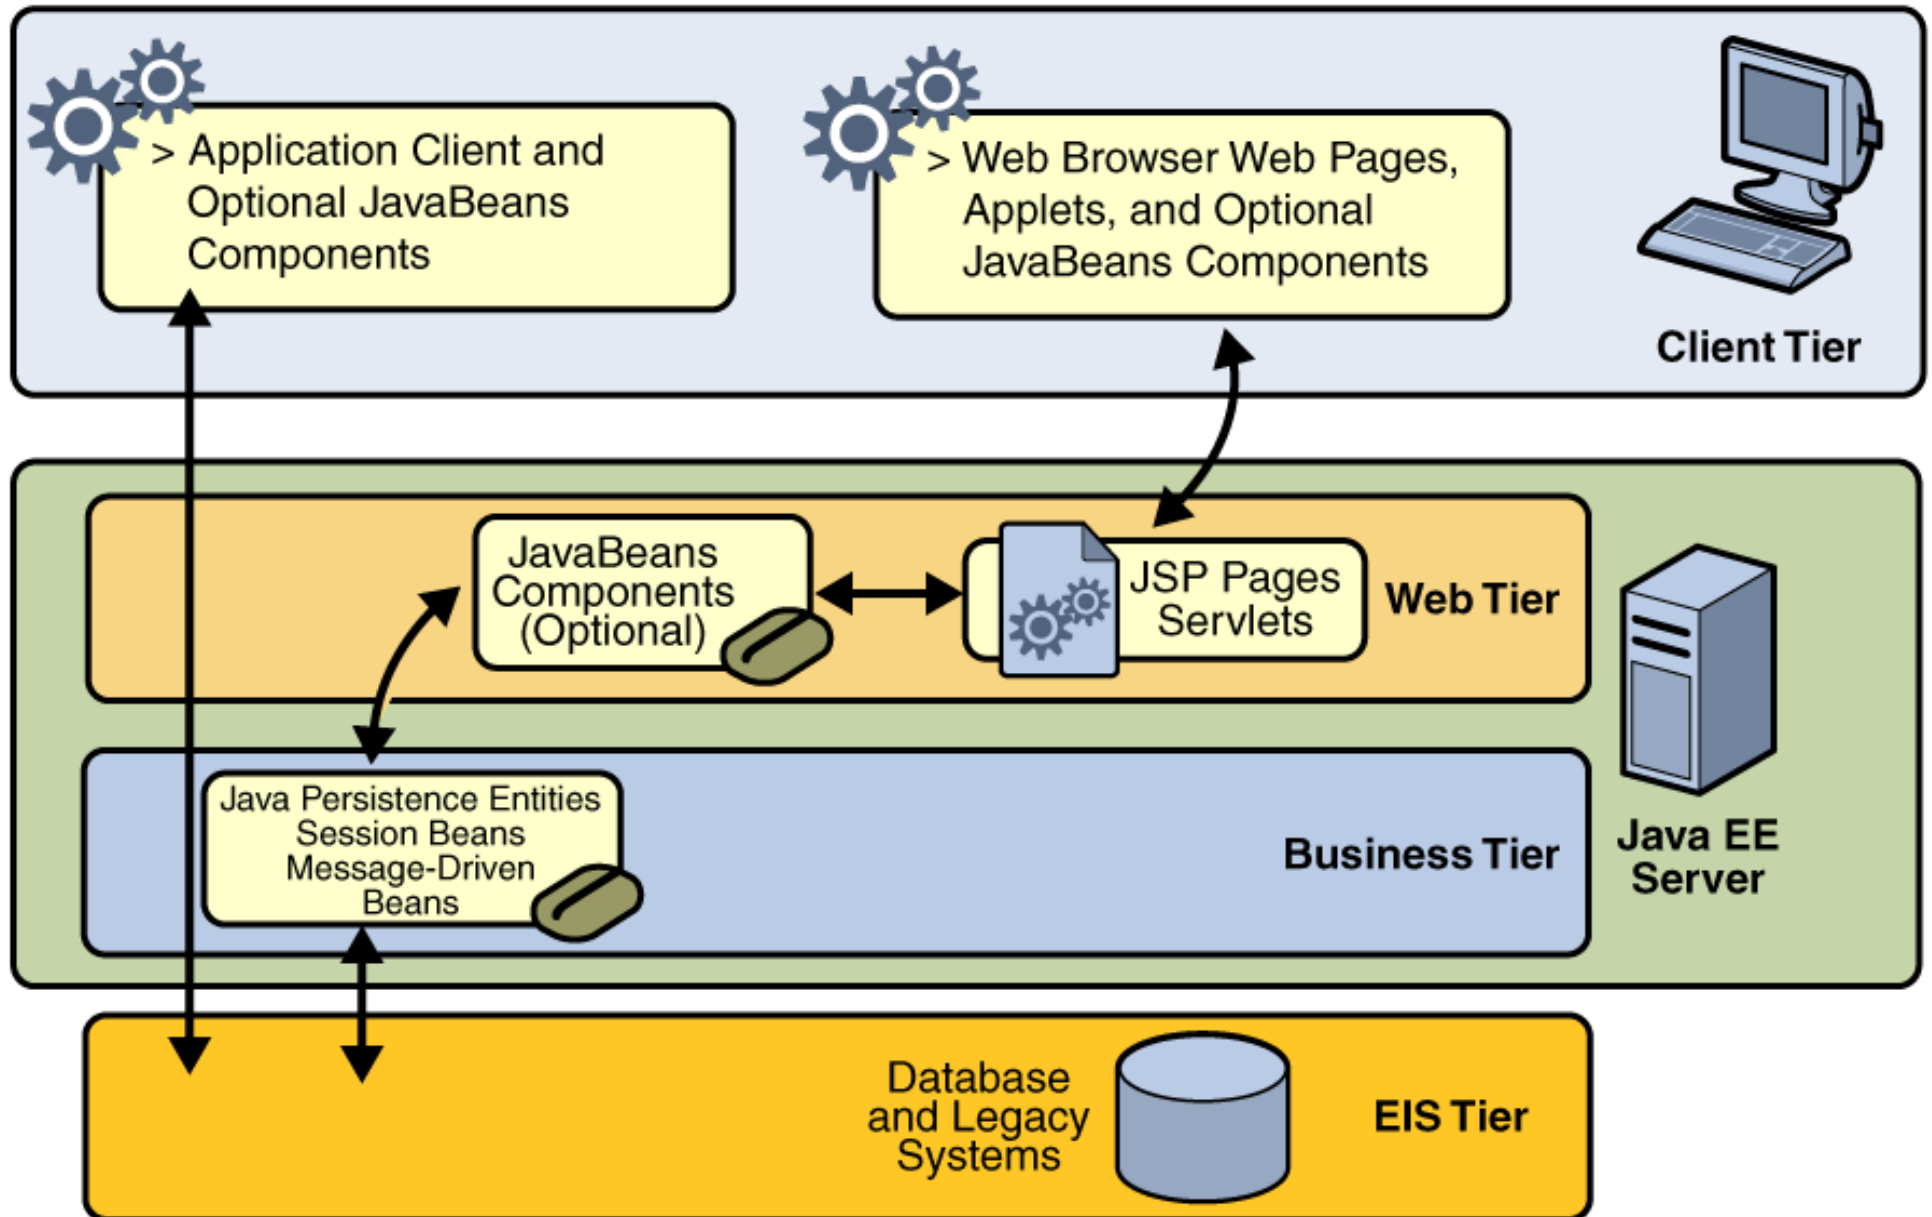 > Application Client and
Optional JavaBeans
Components
> Web Browser Web Pages,
Applets, and Optional
JavaBeans Components
Client Tier
JavaBeans
Components
(Optional)
JSP Pages
Servlets
Web Tier
Java Persistence Entities
Session Beans
Message-Driven
Beans
Business Tier
Java EE
Server
Database
and Legacy
Systems
EIS Tier